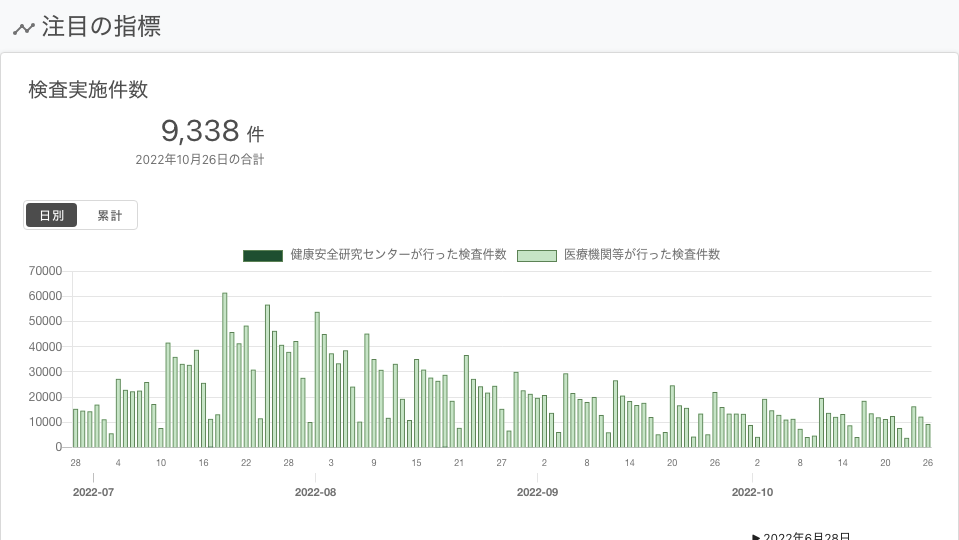 注目の指標
検査実施件数
9,338 件
2022年10月26日の合計
日別 累計
健康安全研究センターが行った検査件数 医療機関等が行った検査件数
70000
60000
50000
40000
30000
20000
10000
0
28 4 10 16 22 28 3 9 15 21 27 2 8 14 20 26 2 8 14 20 26
2022-07 2022-08 2022-09 2022-10
▶ 2022年6月28日